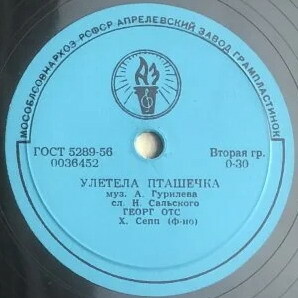 МОСОБЛСОВНАРХОЗ-РСФСР АПРЕЛЕВСКИЙ ЗАВОД ГРАМПЛАСТИНОК
АЗ
ГОСТ 5289-56
0036452
Вторая гр.
0-30
УЛЕТЕЛА ПТАШЕЧКА
муз. А. Гурилева
сл. Н. Сальского
ГЕОРГ ОТС
Х. Сепп (ф-но)